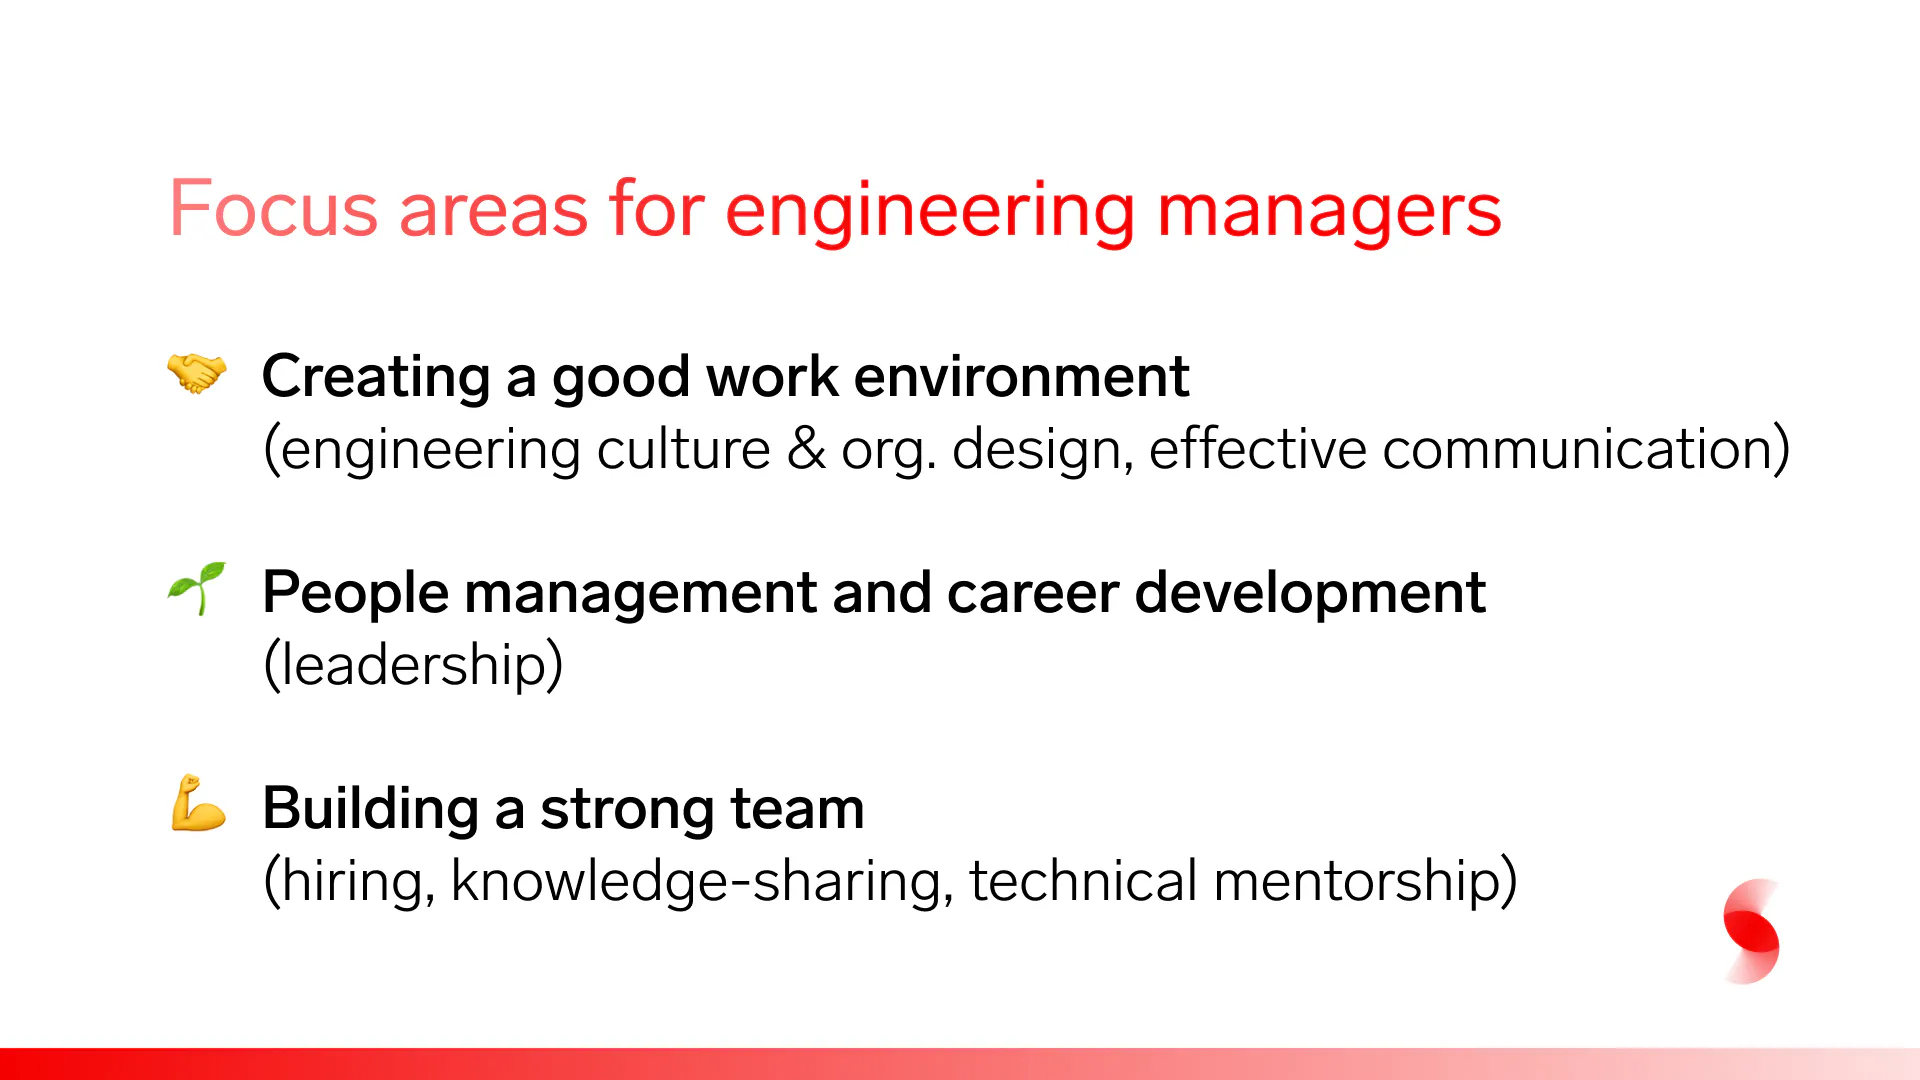 Focus areas for engineering managers
🤝 Creating a good work environment
(engineering culture & org. design, effective communication)
🌱 People management and career development
(leadership)
💪 Building a strong team
(hiring, knowledge-sharing, technical mentorship)